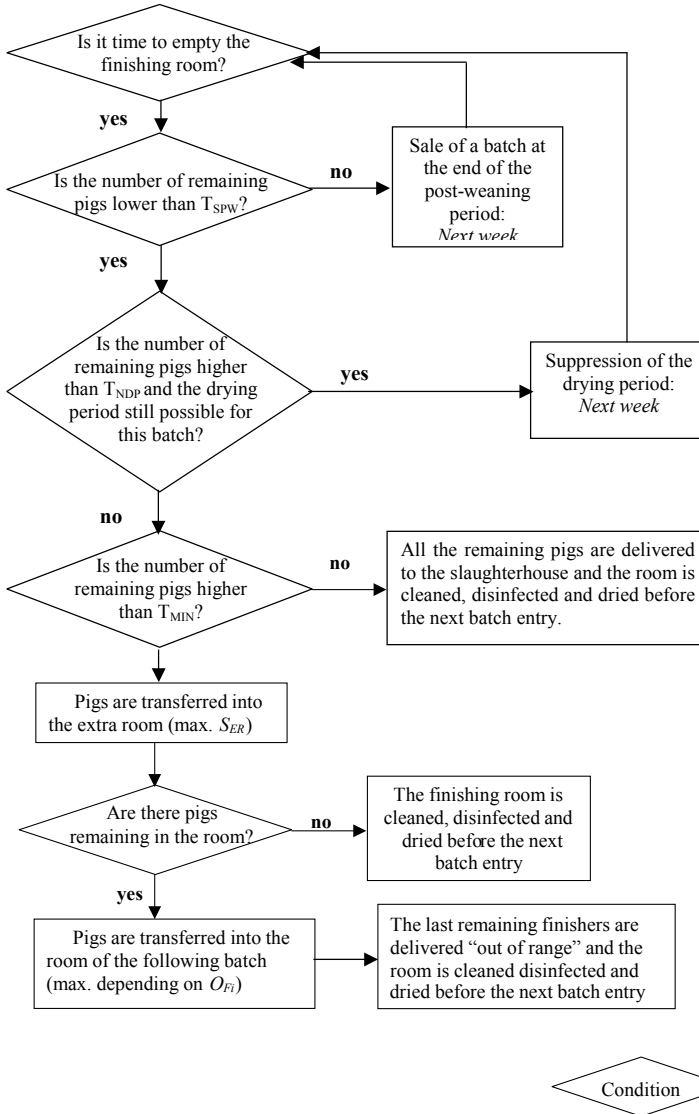 Is it time to empty the
finishing room?
yes
Is the number of remaining
pigs lower than T_SPW?
no
Sale of a batch at
the end of the
post-weaning
period:
Next week
yes
Is the number of
remaining pigs higher
than T_NDP and the drying
period still possible for
this batch?
yes
Suppression of the
drying period:
Next week
no
Is the number of
remaining pigs higher
than T_MIN?
no
All the remaining pigs are delivered
to the slaughterhouse and the room is
cleaned, disinfected and dried before
the next batch entry.
Pigs are transferred into
the extra room (max. S_ER)
Are there pigs
remaining in the room?
no
The finishing room is
cleaned, disinfected and
dried before the next
batch entry
yes
Pigs are transferred into the
room of the following batch
(max. depending on O_Fi)
The last remaining finishers are
delivered “out of range” and the
room is cleaned disinfected and
dried before the next batch entry
Condition